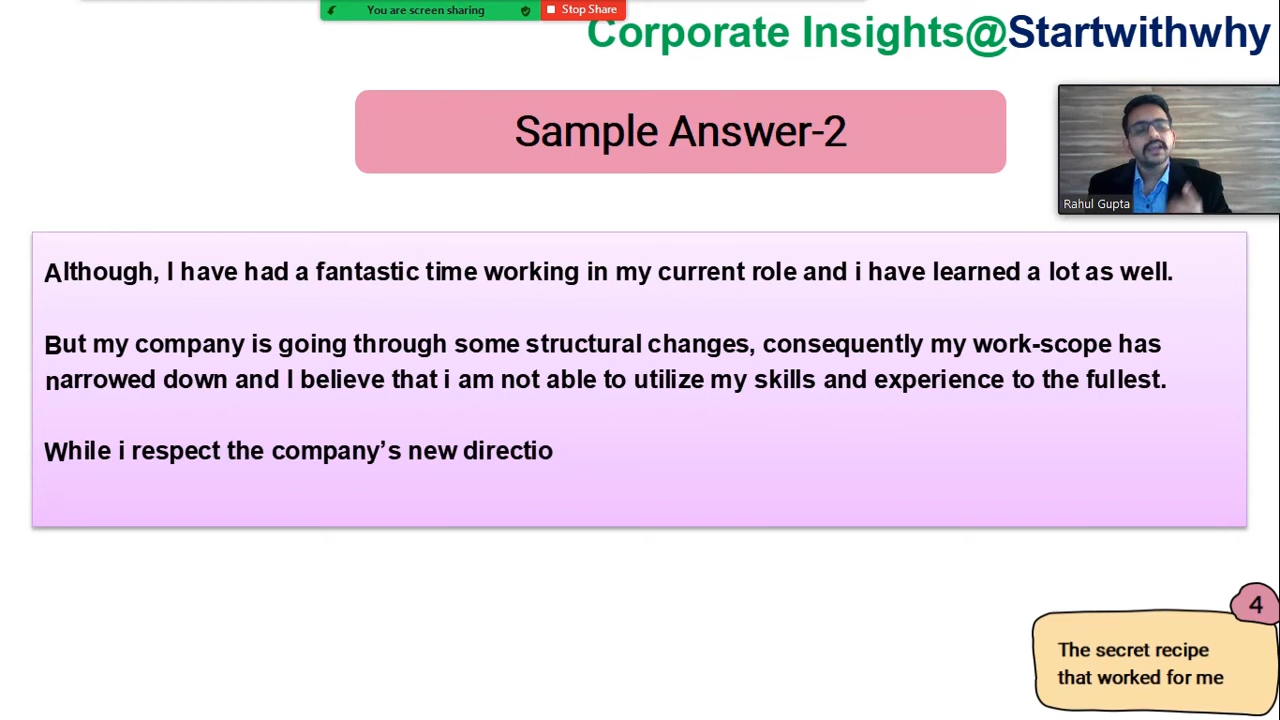 You are screen sharing
Stop Share
Corporate Insights@Startwithwhy
Sample Answer-2
Rahul Gupta
Although, I have had a fantastic time working in my current role and i have learned a lot as well.
But my company is going through some structural changes, consequently my work-scope has
narrowed down and I believe that i am not able to utilize my skills and experience to the fullest.
While i respect the company’s new directio
4
The secret recipe
that worked for me